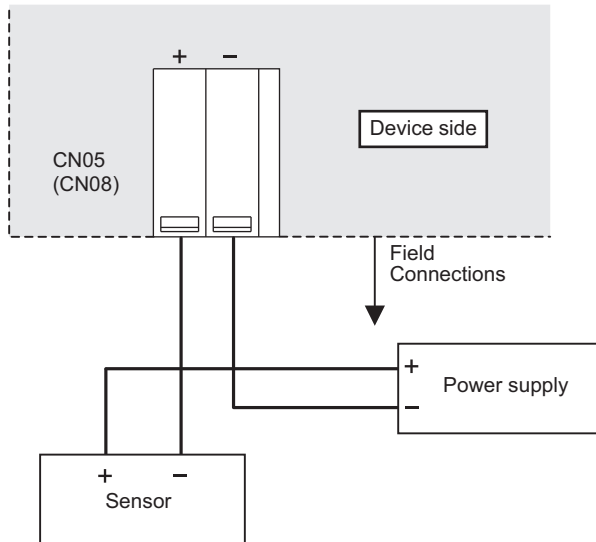 + −
Device side
CN05
(CN08)
Field
Connections
+
Power supply
−
+ −
Sensor